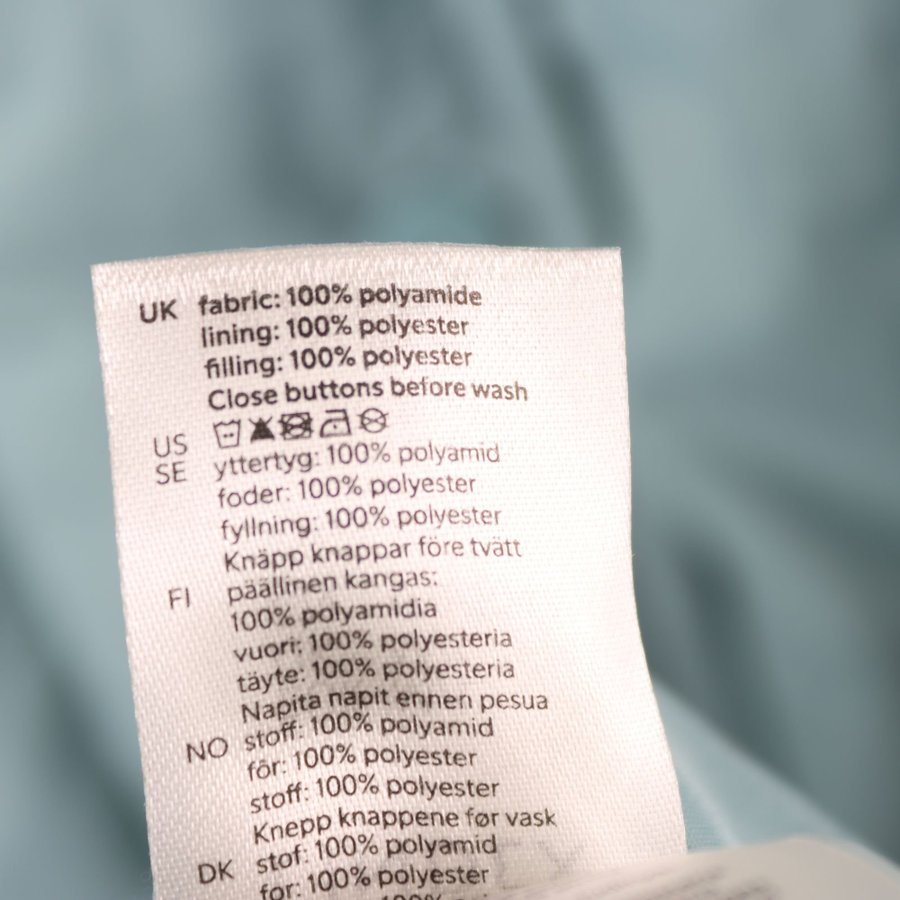 UK fabric: 100% polyamide
lining: 100% polyester
filling: 100% polyester
Close buttons before wash
US
SE yttertyg: 100% polyamid
foder: 100% polyester
fyllning: 100% polyester
Knäpp knappar före tvätt
FI päällinen kangas:
100% polyamidia
vuori: 100% polyesteria
täyte: 100% polyesteria
Napita napit ennen pesua
NO stoff: 100% polyamid
fôr: 100% polyester
stoff: 100% polyester
Knepp knappene før vask
DK stof: 100% polyamid
for: 100% polyester
100% polyester